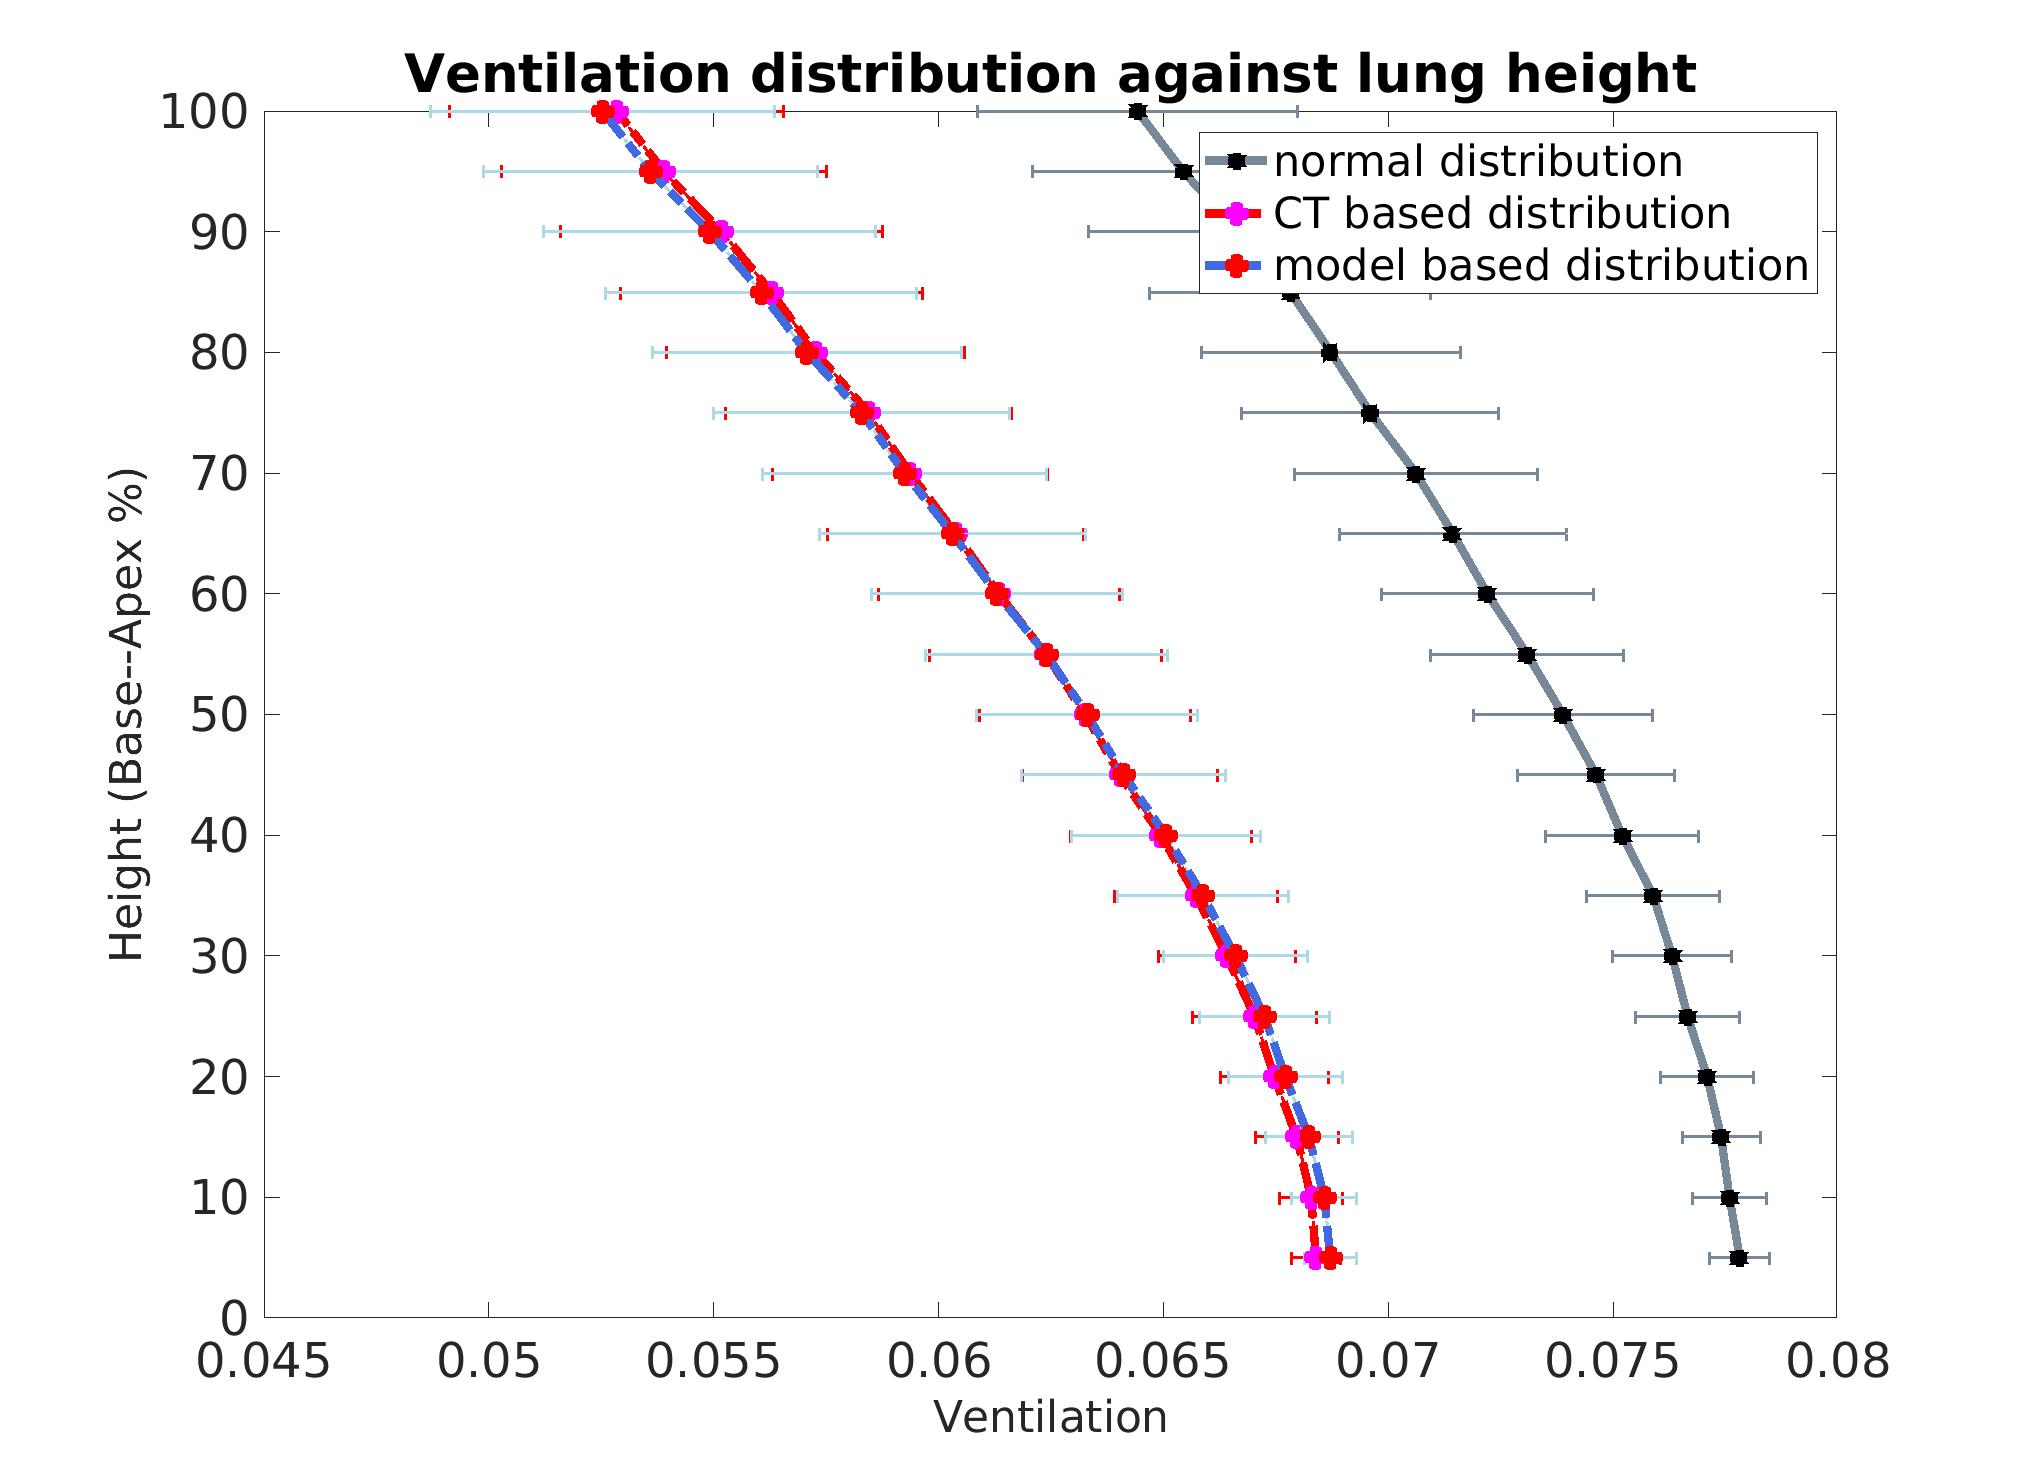 Ventilation distribution against lung height
normal distribution
CT based distribution
model based distribution
Height (Base--Apex %)
100
90
80
70
60
50
40
30
20
10
0
0.045 0.05 0.055 0.06 0.065 0.07 0.075 0.08
Ventilation